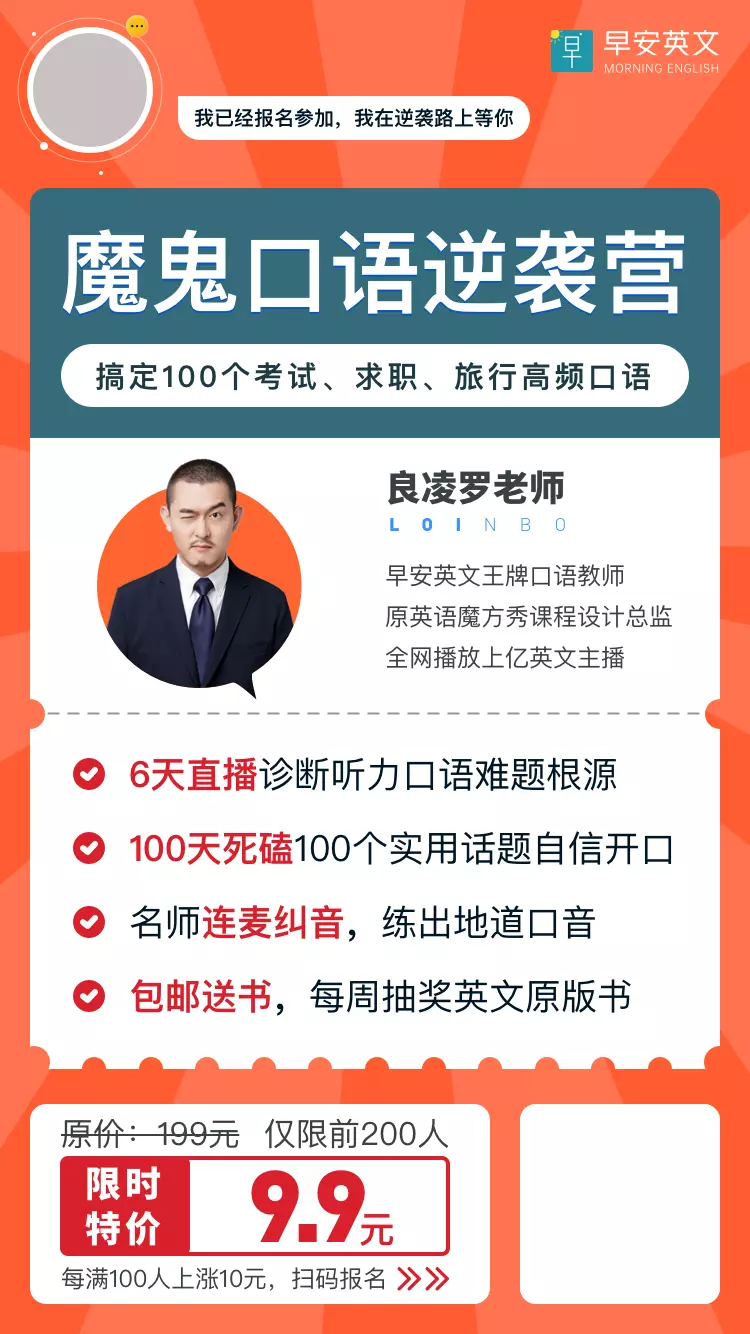 早
早安英文
MORNING ENGLISH
我已经报名参加，我在逆袭路上等你
魔鬼口语逆袭营
搞定100个考试、求职、旅行高频口语
良凌罗老师
LOINBO
早安英文王牌口语教师
原英语魔方秀课程设计总监
全网播放上亿英文主播
6天直播诊断听力口语难题根源
100天死磕100个实用话题自信开口
名师连麦纠音，练出地道口音
包邮送书，每周抽奖英文原版书
原价：199元 仅限前200人
限时
特价
9.9元
每满100人上涨10元，扫码报名